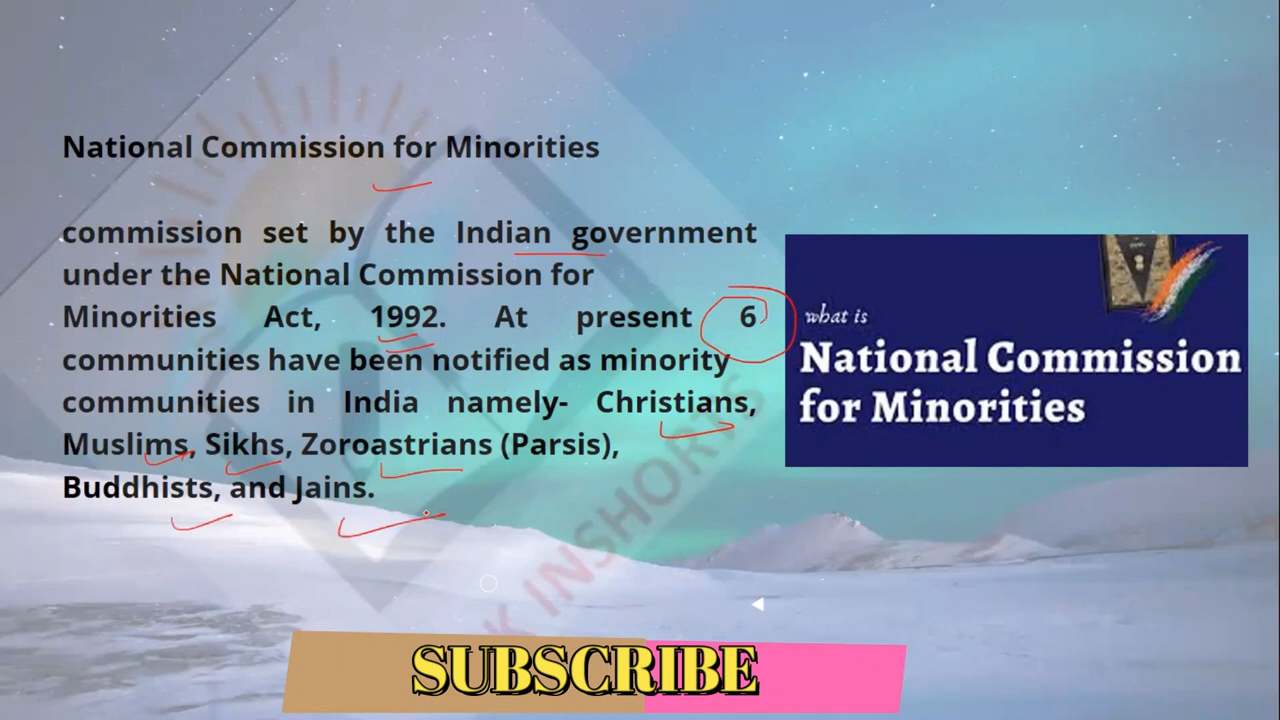 National Commission for Minorities
commission set by the Indian government
under the National Commission for
Minorities Act, 1992. At present 6
communities have been notified as minority
communities in India namely- Christians,
Muslims, Sikhs, Zoroastrians (Parsis),
Buddhists, and Jains.
what is
National Commission
for Minorities
K INSHORTS
SUBSCRIBE